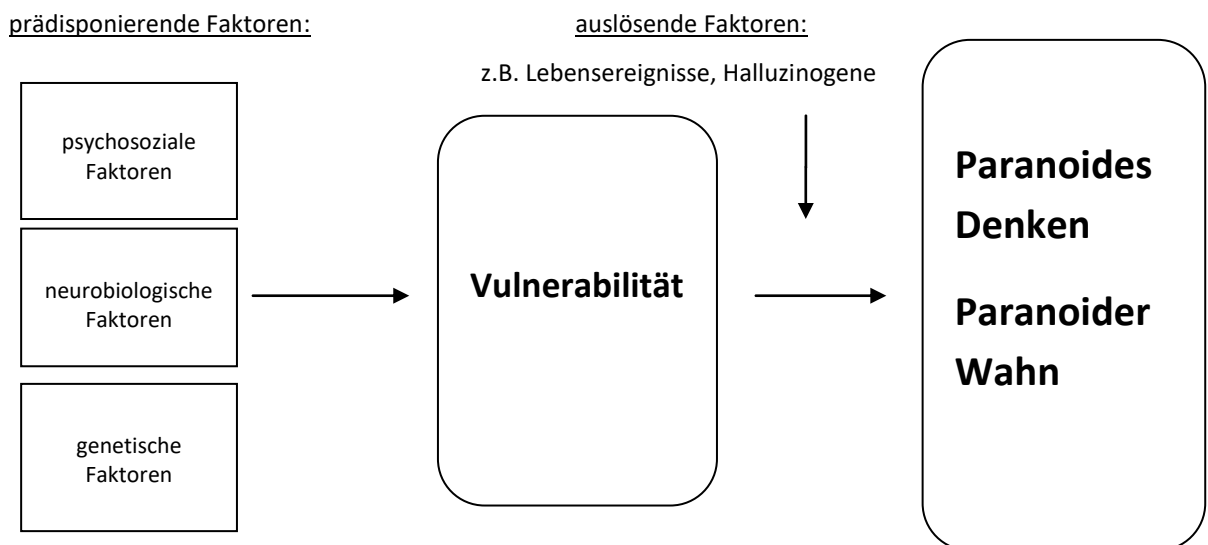 prädisponierende Faktoren:
auslösende Faktoren:
z.B. Lebensereignisse, Halluzinogene
psychosoziale
Faktoren
neurobiologische
Faktoren
genetische
Faktoren
Vulnerabilität
Paranoides
Denken
Paranoider
Wahn